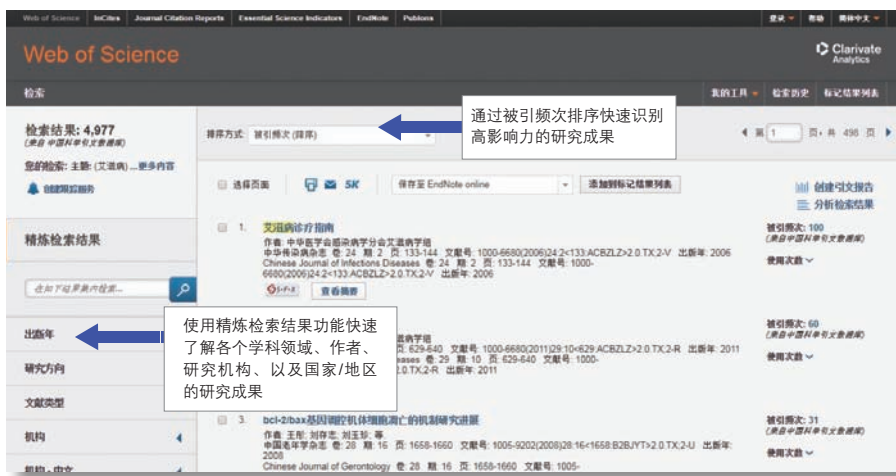 Web of Science InCites Journal Citation Reports Essential Science Indicators EndNote Publons 登录 帮助 简体中文
Web of Science
Clarivate
Analytics
检索 我的工具 检索历史 标记结果列表
检索结果: 4,977
(来自 中国科学引文数据库)
您的检索: 主题: (艾滋病) ...更多内容
创建跟踪服务
排序方式: 被引频次 (降序)
通过被引频次排序快速识别
高影响力的研究成果
第 1 页, 共 498 页
选择页面 5K 保存至 EndNote online 添加到标记结果列表
创建引文报告
分析检索结果
精炼检索结果
在如下结果集内检索...
出版年
研究方向
文献类型
机构
机构 - 中文
使用精炼检索结果功能快速
了解各个学科领域、作者、
研究机构、以及国家/地区
的研究成果
1. 艾滋病诊疗指南
作者: 中华医学会感染病学分会艾滋病学组
中华传染病杂志 卷: 24 期: 2 页: 133-144 文献号: 1000-6680(2006)24:2<133:ACBZLZ>2.0.TX;2-V 出版年: 2006
Chinese Journal of Infections Diseases 卷: 24 期: 2 页: 133-144 文献号: 1000-
6680(2006)24:2<133:ACBZLZ>2.0.TX;2-V 出版年: 2006
S·F·X 查看摘要
被引频次: 100
(来自中国科学引文数据库)
使用次数
滋病学组
页: 629-640 文献号: 1000-6680(2011)29:10<629:ACBZLZ>2.0.TX;2-R 出版年: 2011
eases 卷: 29 期: 10 页: 629-640 文献号: 1000-
2.0.TX;2-R 出版年: 2011
被引频次: 60
(来自中国科学引文数据库)
使用次数
3. bcl-2/bax基因调控机体细胞凋亡的机制研究进展
作者: 王彤; 刘存志; 刘玉珍; 等.
中国老年学杂志 卷: 28 期: 16 页: 1658-1660 文献号: 1005-9202(2008)28:16<1658:B2BJYT>2.0.TX;2-U 出版年:
2008
Chinese Journal of Gerontology 卷: 28 期: 16 页: 1658-1660 文献号: 1005-
被引频次: 31
(来自中国科学引文数据库)
使用次数